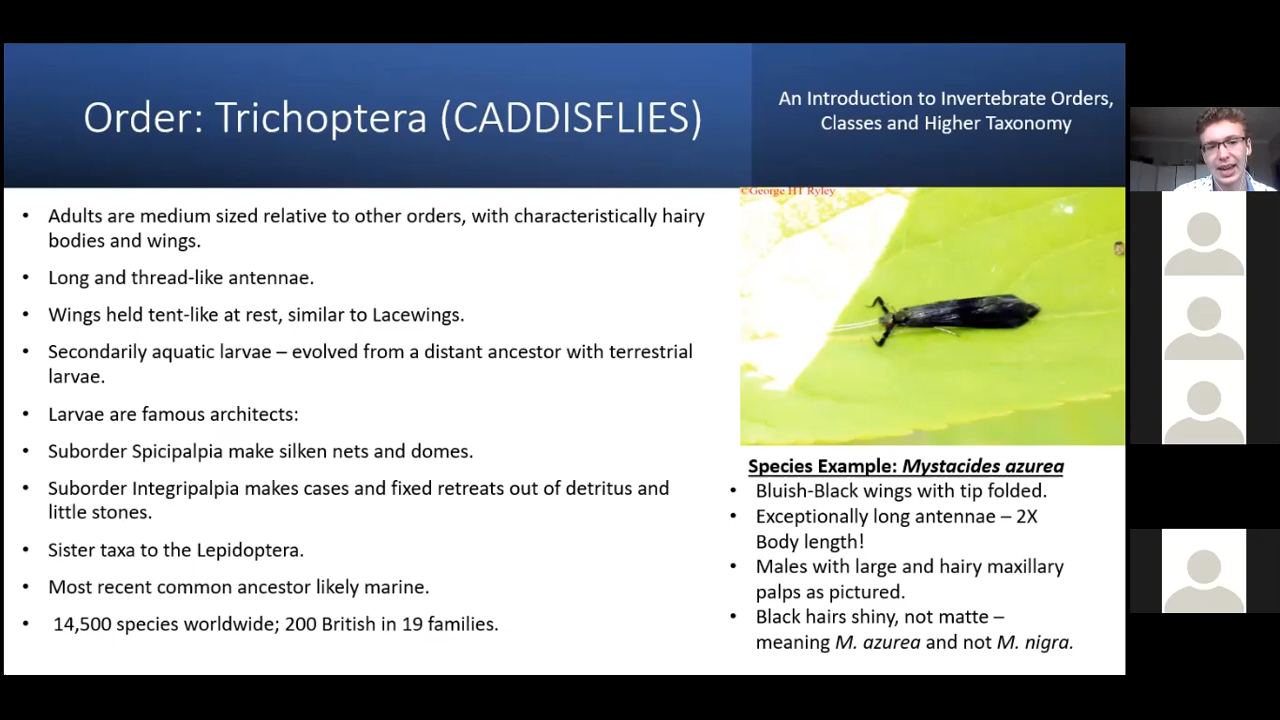 Order: Trichoptera (CADDISFLIES)
An Introduction to Invertebrate Orders,
Classes and Higher Taxonomy
• Adults are medium sized relative to other orders, with characteristically hairy
bodies and wings.
• Long and thread-like antennae.
• Wings held tent-like at rest, similar to Lacewings.
• Secondarily aquatic larvae – evolved from a distant ancestor with terrestrial
larvae.
• Larvae are famous architects:
• Suborder Spicipalpia make silken nets and domes.
• Suborder Integripalpia makes cases and fixed retreats out of detritus and
little stones.
• Sister taxa to the Lepidoptera.
• Most recent common ancestor likely marine.
• 14,500 species worldwide; 200 British in 19 families.
©George HT Ryley
Species Example: Mystacides azurea
• Bluish-Black wings with tip folded.
• Exceptionally long antennae – 2X
Body length!
• Males with large and hairy maxillary
palps as pictured.
• Black hairs shiny, not matte –
meaning M. azurea and not M. nigra.